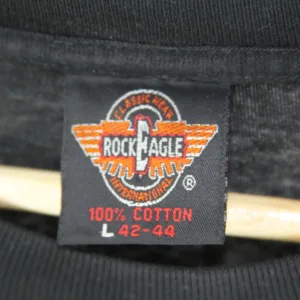 CLASSIC WEAR
ROCK EAGLE
INTERNATIONAL
®
100% COTTON
L 42-44